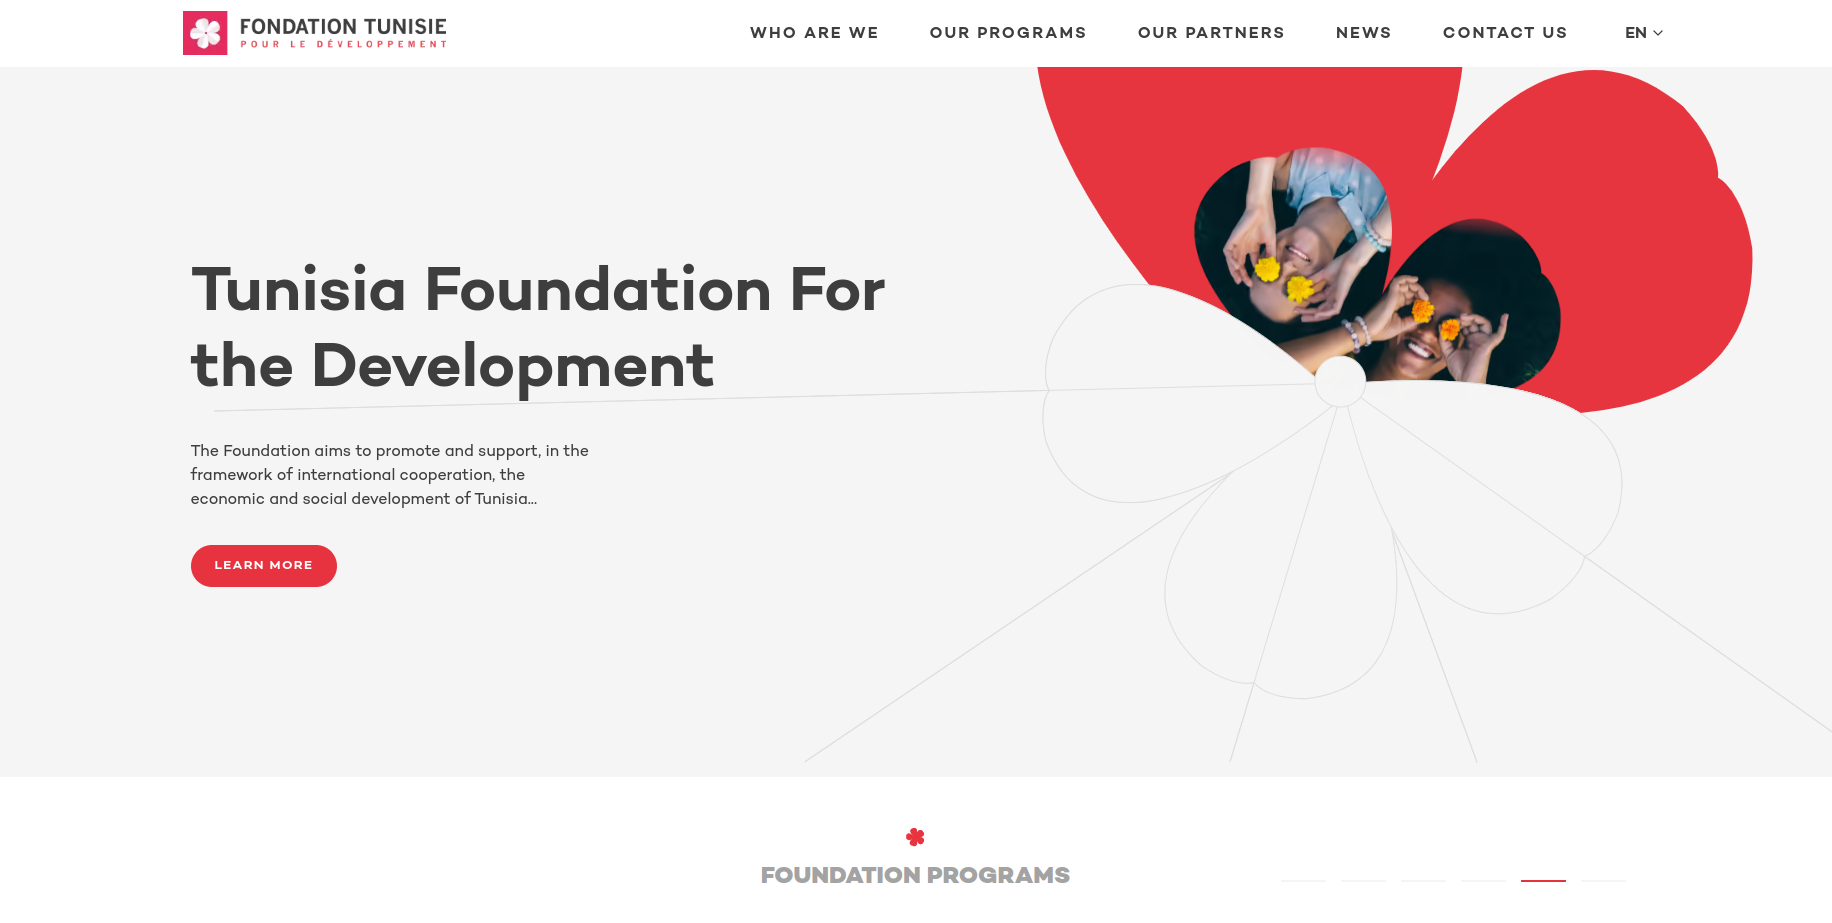 FONDATION TUNISIE
POUR LE DÉVELOPPEMENT
WHO ARE WE
OUR PROGRAMS
OUR PARTNERS
NEWS
CONTACT US
EN
Tunisia Foundation For
the Development
The Foundation aims to promote and support, in the
framework of international cooperation, the
economic and social development of Tunisia...
LEARN MORE
FOUNDATION PROGRAMS